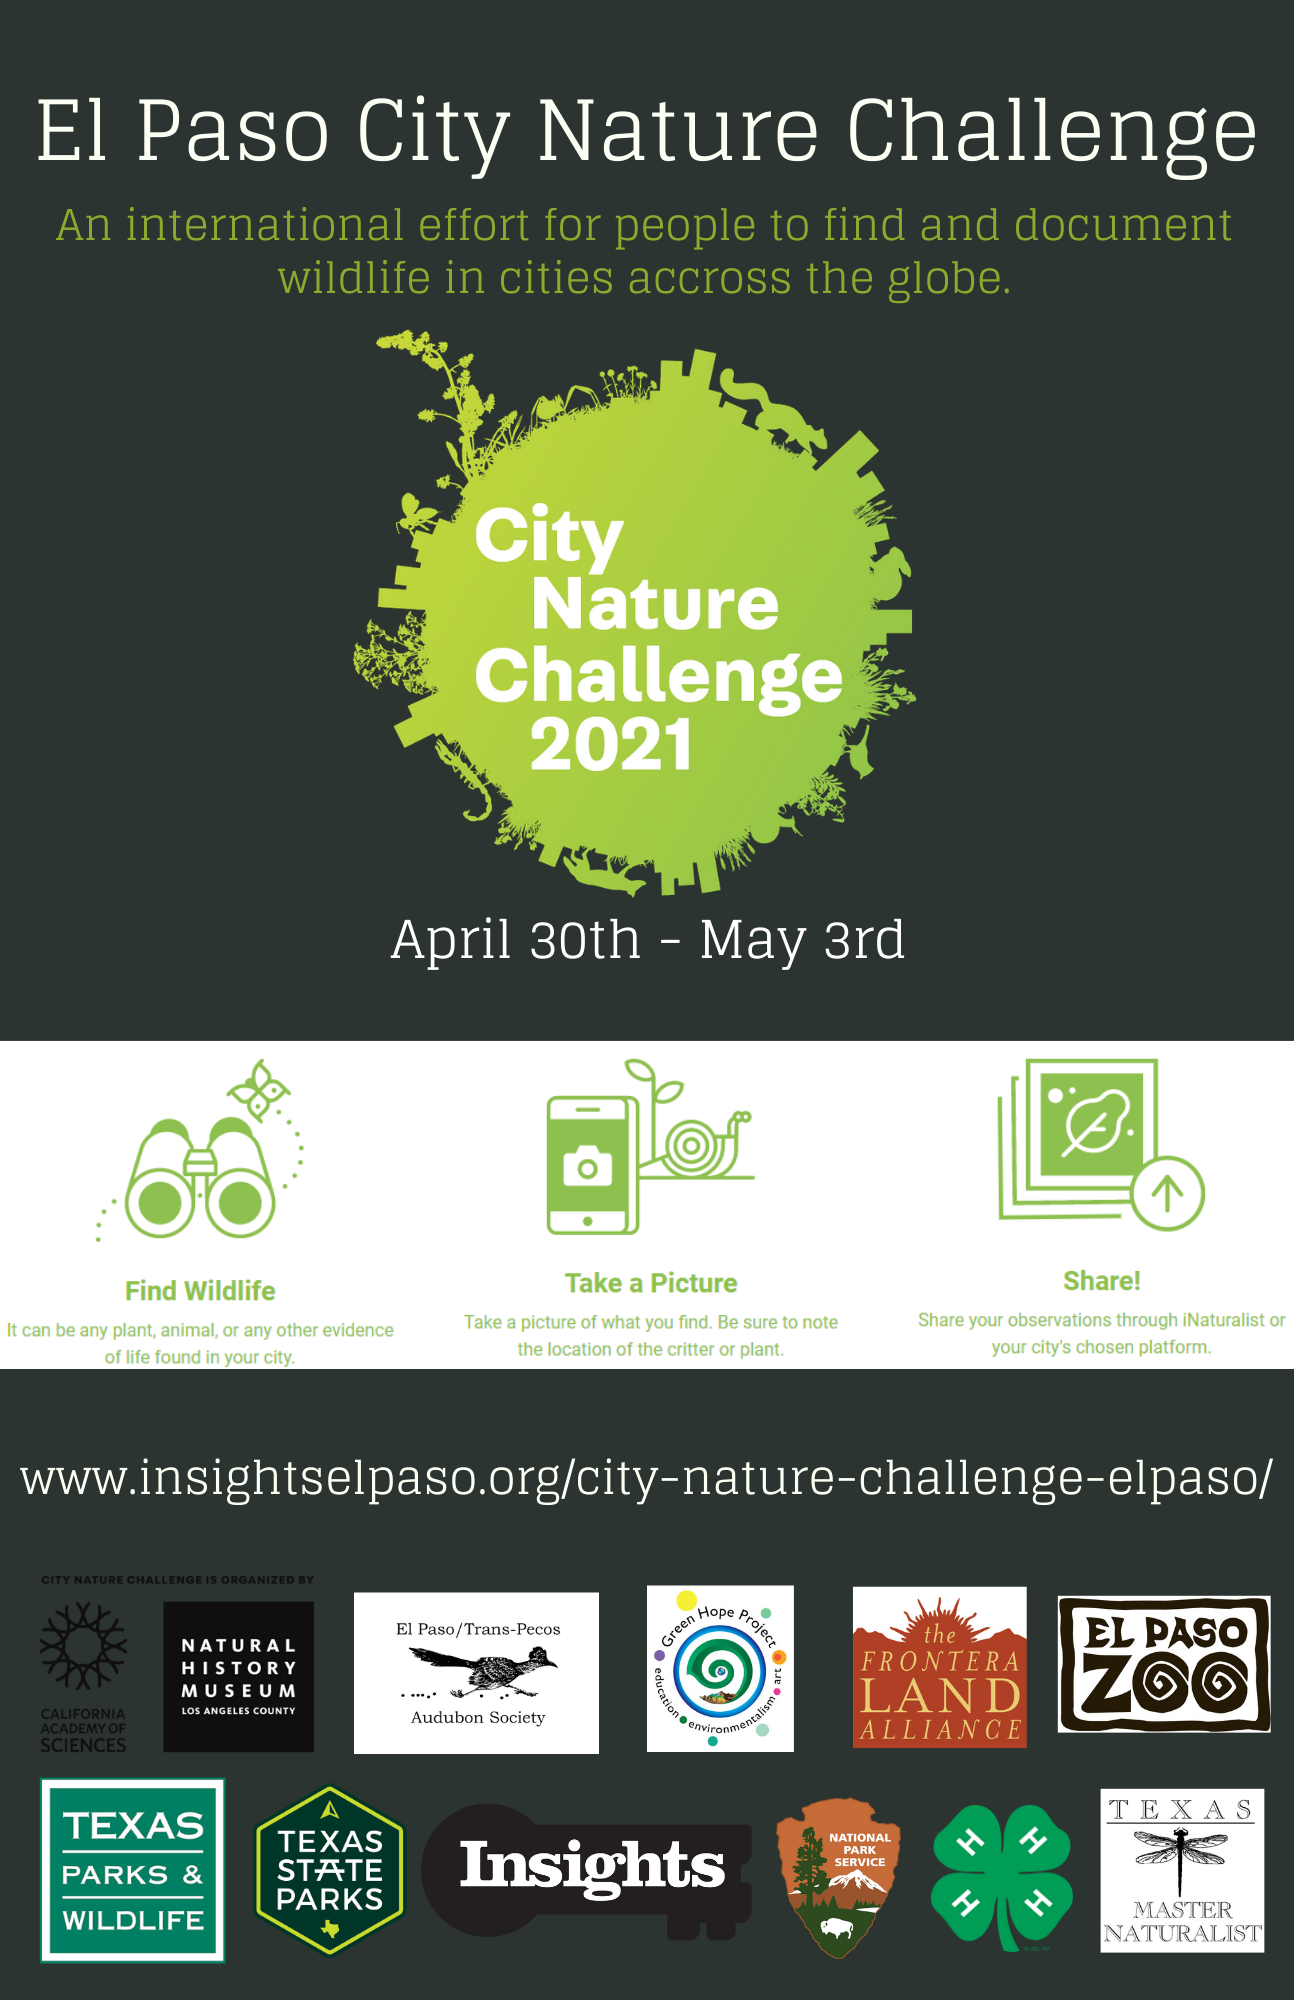 El Paso City Nature Challenge
An international effort for people to find and document
wildlife in cities accross the globe.
City
Nature
Challenge
2021
April 30th - May 3rd
Find Wildlife
It can be any plant, animal, or any other evidence
of life found in your city.
Take a Picture
Take a picture of what you find. Be sure to note
the location of the critter or plant.
Share!
Share your observations through iNaturalist or
your city's chosen platform.
www.insightselpaso.org/city-nature-challenge-elpaso/
CITY NATURE CHALLENGE IS ORGANIZED BY
CALIFORNIA
ACADEMY OF
SCIENCES
NATURAL
HISTORY
MUSEUM
LOS ANGELES COUNTY
El Paso/Trans-Pecos
Audubon Society
Green Hope Project
education environmentalism art
the
FRONTERA
LAND
ALLIANCE
EL PASO
ZOO
TEXAS
PARKS &
WILDLIFE
TEXAS
STATE
PARKS
Insights
NATIONAL
PARK
SERVICE
H H
H H
TEXAS
MASTER
NATURALIST